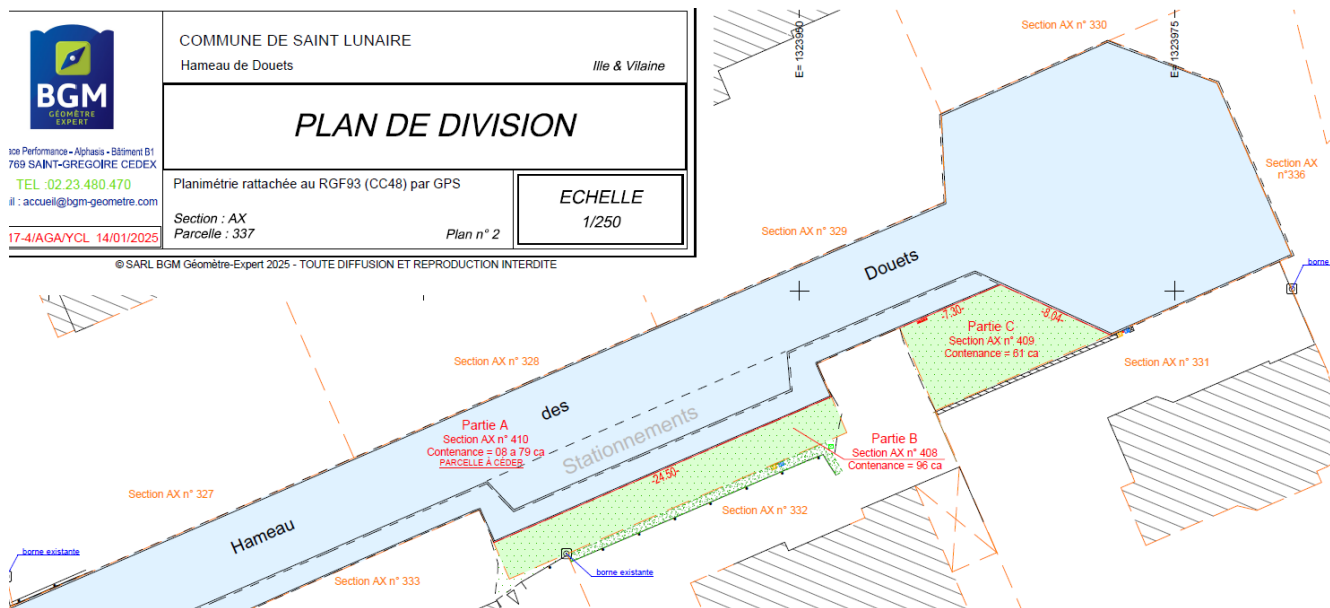 BGM
GÉOMÈTRE
EXPERT
ace Performance - Alphasis - Bâtiment B1
769 SAINT-GREGOIRE CEDEX
TEL :02.23.480.470
il : accueil@bgm-geometre.com
17-4/AGA/YCL 14/01/2025
COMMUNE DE SAINT LUNAIRE
Hameau de Douets
Ille & Vilaine
PLAN DE DIVISION
Planimétrie rattachée au RGF93 (CC48) par GPS
Section : AX
Parcelle : 337
Plan n° 2
ECHELLE
1/250
© SARL BGM Géomètre-Expert 2025 - TOUTE DIFFUSION ET REPRODUCTION INTERDITE
E= 1323950
E= 1323975
Section AX n° 330
Section AX
n°336
Section AX n° 329
Douets
borne
-7.30-
-8.04-
Partie C
Section AX n° 409
Contenance = 61 ca
Section AX n° 328
Section AX n° 331
des
Stationnements
Partie A
Section AX n° 410
Contenance = 08 a 79 ca
PARCELLE À CÉDER
Partie B
Section AX n° 408
Contenance = 96 ca
-24.50-
Section AX n° 327
Section AX n° 332
Hameau
borne existante
borne existante
Section AX n° 333